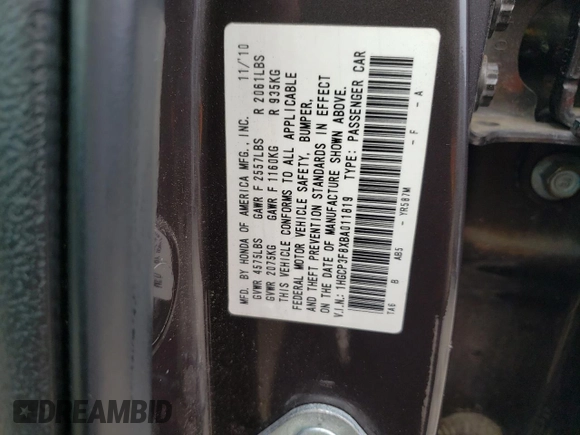 MFD. BY HONDA OF AMERICA MFG., INC. 11/'10
GVWR 4575LBS GAWR F 2557LBS R 2061LBS
GVWR 2075KG GAWR F 1160KG R 935KG
THIS VEHICLE CONFORMS TO ALL APPLICABLE
FEDERAL MOTOR VEHICLE SAFETY, BUMPER,
AND THEFT PREVENTION STANDARDS IN EFFECT
ON THE DATE OF MANUFACTURE SHOWN ABOVE.
V.I.N.: 1HGCP3F8XBA011819 TYPE: PASSENGER CAR
TA6 B AB5 - YR587M - F - A
DREAMBID